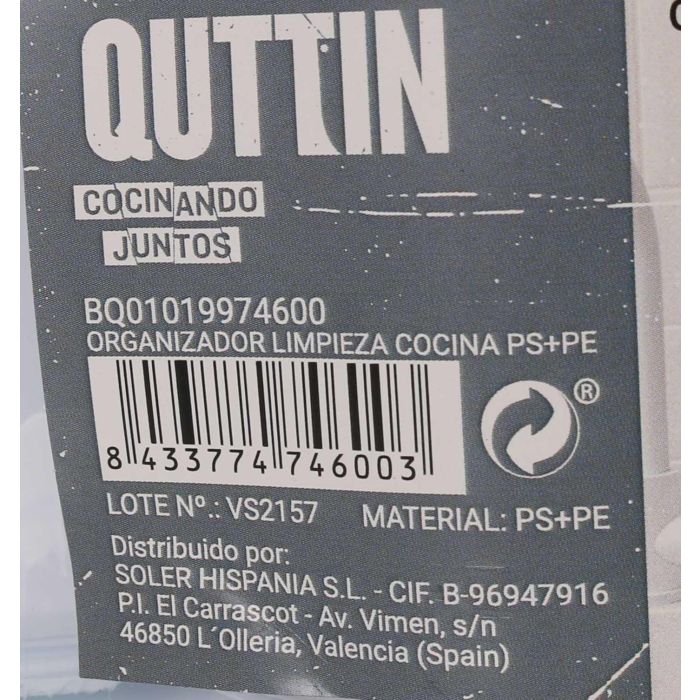 QUTTIN
COCINANDO
JUNTOS
BQ01019974600
ORGANIZADOR LIMPIEZA COCINA PS+PE
®
8 433774 746003
LOTE Nº.: VS2157 MATERIAL: PS+PE
Distribuido por:
SOLER HISPANIA S.L. - CIF. B-96947916
P.I. El Carrascot - Av. Vimen, s/n
46850 L´Olleria, Valencia (Spain)